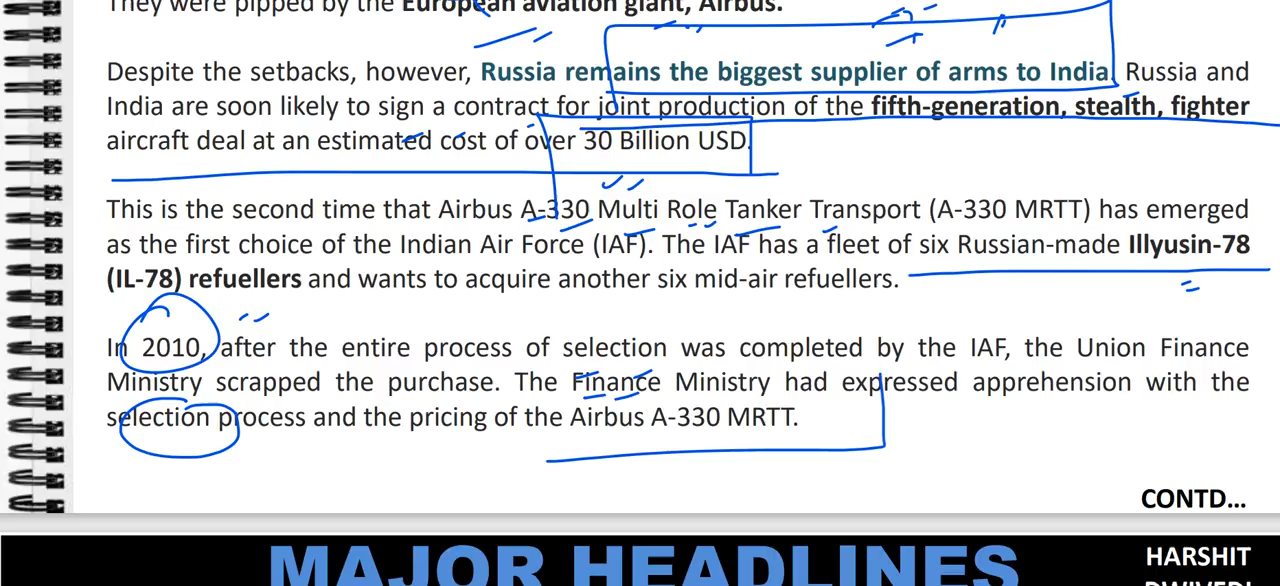 They were pipped by the European aviation giant, Airbus.
Despite the setbacks, however, Russia remains the biggest supplier of arms to India. Russia and
India are soon likely to sign a contract for joint production of the fifth-generation, stealth, fighter
aircraft deal at an estimated cost of over 30 Billion USD.
This is the second time that Airbus A-330 Multi Role Tanker Transport (A-330 MRTT) has emerged
as the first choice of the Indian Air Force (IAF). The IAF has a fleet of six Russian-made Illyusin-78
(IL-78) refuellers and wants to acquire another six mid-air refuellers.
In 2010, after the entire process of selection was completed by the IAF, the Union Finance
Ministry scrapped the purchase. The Finance Ministry had expressed apprehension with the
selection process and the pricing of the Airbus A-330 MRTT.
CONTD...
MAJOR HEADLINES
HARSHIT
DWIVEDI